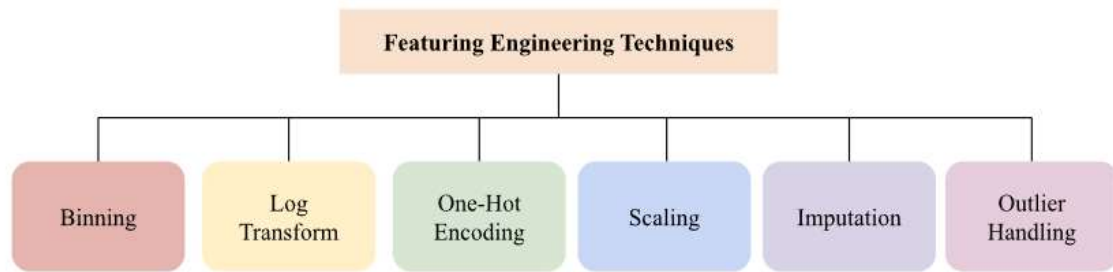 Featuring Engineering Techniques
Binning
Log
Transform
One-Hot
Encoding
Scaling
Imputation
Outlier
Handling